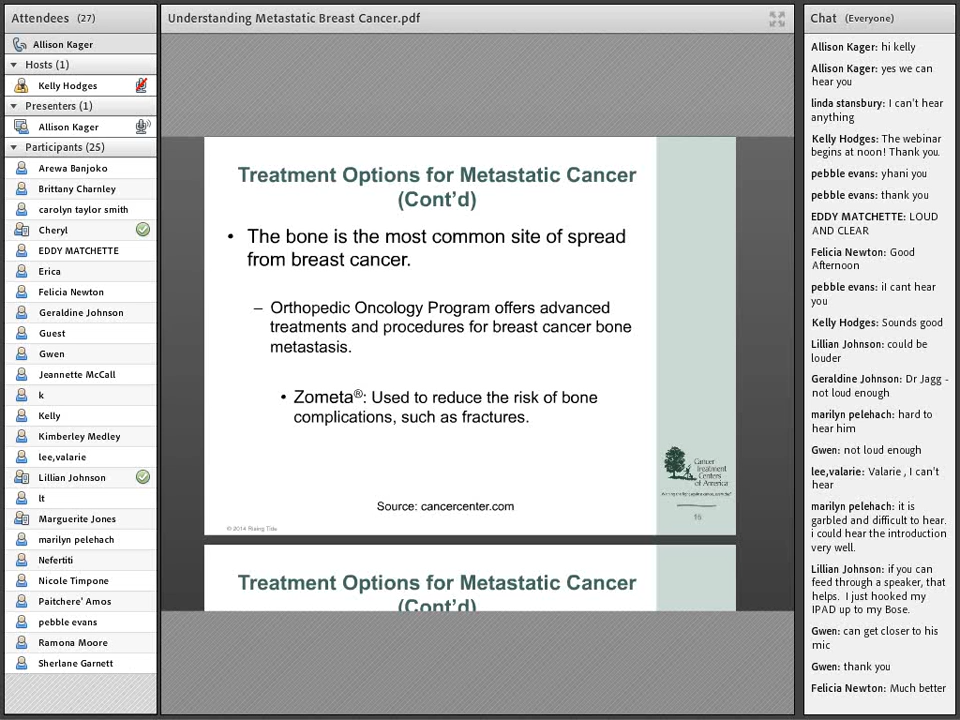 Attendees (27)
Allison Kager
Hosts (1)
Kelly Hodges
Presenters (1)
Allison Kager
Participants (25)
Arewa Banjoko
Brittany Charnley
carolyn taylor smith
Cheryl
EDDY MATCHETTE
Erica
Felicia Newton
Geraldine Johnson
Guest
Gwen
Jeannette McCall
k
Kelly
Kimberley Medley
lee,valarie
Lillian Johnson
lt
Marguerite Jones
marilyn pelehach
Nefertiti
Nicole Timpone
Paitchere' Amos
pebble evans
Ramona Moore
Sherlane Garnett
Understanding Metastatic Breast Cancer.pdf
Treatment Options for Metastatic Cancer
(Cont'd)
• The bone is the most common site of spread
from breast cancer.
– Orthopedic Oncology Program offers advanced
treatments and procedures for breast cancer bone
metastasis.
• Zometa®: Used to reduce the risk of bone
complications, such as fractures.
Source: cancercenter.com
© 2014 Rising Tide
Cancer
Treatment
Centers
of America
16
Treatment Options for Metastatic Cancer
(Cont'd)
Chat (Everyone)
Allison Kager: hi kelly
Allison Kager: yes we can
hear you
linda stansbury: I can't hear
anything
Kelly Hodges: The webinar
begins at noon! Thank you.
pebble evans: yhani you
pebble evans: thank you
EDDY MATCHETTE: LOUD
AND CLEAR
Felicia Newton: Good
Afternoon
pebble evans: iI cant hear
you
Kelly Hodges: Sounds good
Lillian Johnson: could be
louder
Geraldine Johnson: Dr Jagg -
not loud enough
marilyn pelehach: hard to
hear him
Gwen: not loud enough
lee,valarie: Valarie , I can't
hear
marilyn pelehach: it is
garbled and difficult to hear.
i could hear the introduction
very well.
Lillian Johnson: if you can
feed through a speaker, that
helps. I just hooked my
IPAD up to my Bose.
Gwen: can get closer to his
mic
Gwen: thank you
Felicia Newton: Much better